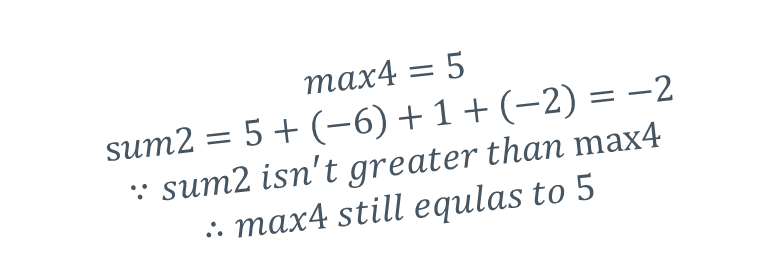 max4 = 5
sum2 = 5 + (−6) + 1 + (−2) = −2
∵ sum2 isn't greater than max4
∴ max4 still equlas to 5